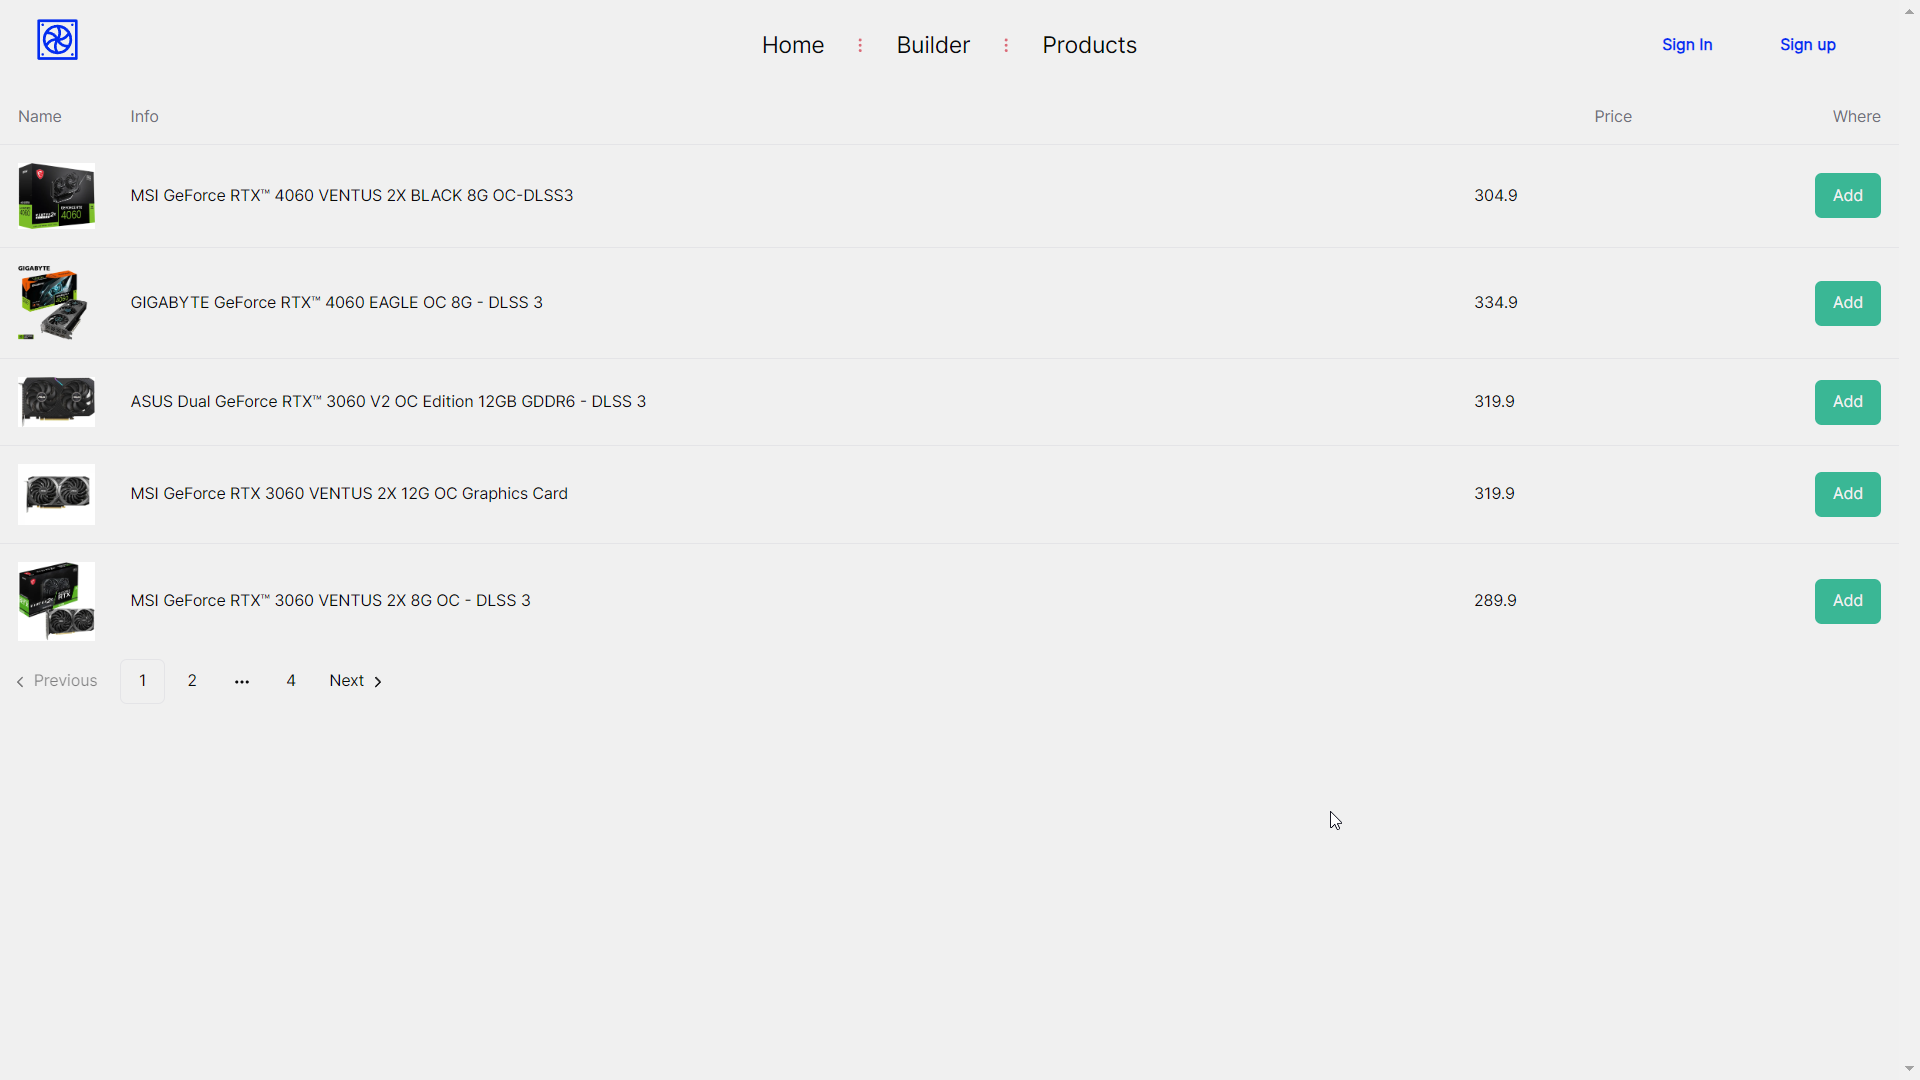 Home Builder Products Sign In Sign up
Name Info Price Where
MSI GeForce RTX™ 4060 VENTUS 2X BLACK 8G OC-DLSS3 304.9 Add
GIGABYTE
GIGABYTE GeForce RTX™ 4060 EAGLE OC 8G - DLSS 3 334.9 Add
ASUS Dual GeForce RTX™ 3060 V2 OC Edition 12GB GDDR6 - DLSS 3 319.9 Add
MSI GeForce RTX 3060 VENTUS 2X 12G OC Graphics Card 319.9 Add
MSI GeForce RTX™ 3060 VENTUS 2X 8G OC - DLSS 3 289.9 Add
Previous 1 2 ... 4 Next